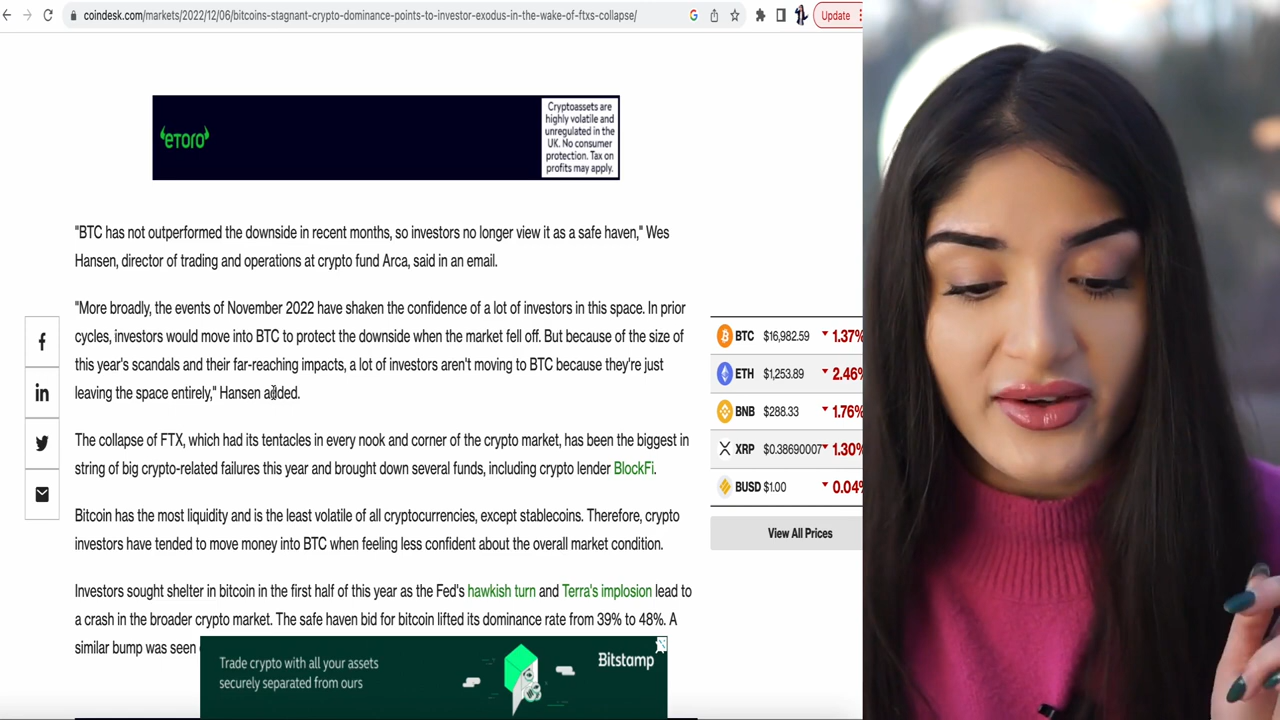 coindesk.com/markets/2022/12/06/bitcoins-stagnant-crypto-dominance-points-to-investor-exodus-in-the-wake-of-ftxs-collapse/
Update
eToro
Cryptoassets are
highly volatile and
unregulated in the
UK. No consumer
protection. Tax on
profits may apply.
"BTC has not outperformed the downside in recent months, so investors no longer view it as a safe haven," Wes
Hansen, director of trading and operations at crypto fund Arca, said in an email.
"More broadly, the events of November 2022 have shaken the confidence of a lot of investors in this space. In prior
cycles, investors would move into BTC to protect the downside when the market fell off. But because of the size of
this year's scandals and their far-reaching impacts, a lot of investors aren't moving to BTC because they're just
leaving the space entirely," Hansen added.
The collapse of FTX, which had its tentacles in every nook and corner of the crypto market, has been the biggest in
string of big crypto-related failures this year and brought down several funds, including crypto lender BlockFi.
Bitcoin has the most liquidity and is the least volatile of all cryptocurrencies, except stablecoins. Therefore, crypto
investors have tended to move money into BTC when feeling less confident about the overall market condition.
Investors sought shelter in bitcoin in the first half of this year as the Fed's hawkish turn and Terra's implosion lead to
a crash in the broader crypto market. The safe haven bid for bitcoin lifted its dominance rate from 39% to 48%. A
similar bump was seen
BTC $16,982.59 1.37%
ETH $1,253.89 2.46%
BNB $288.33 1.76%
XRP $0.38690007 1.30%
BUSD $1.00 0.04%
View All Prices
Trade crypto with all your assets
securely separated from ours
Bitstamp